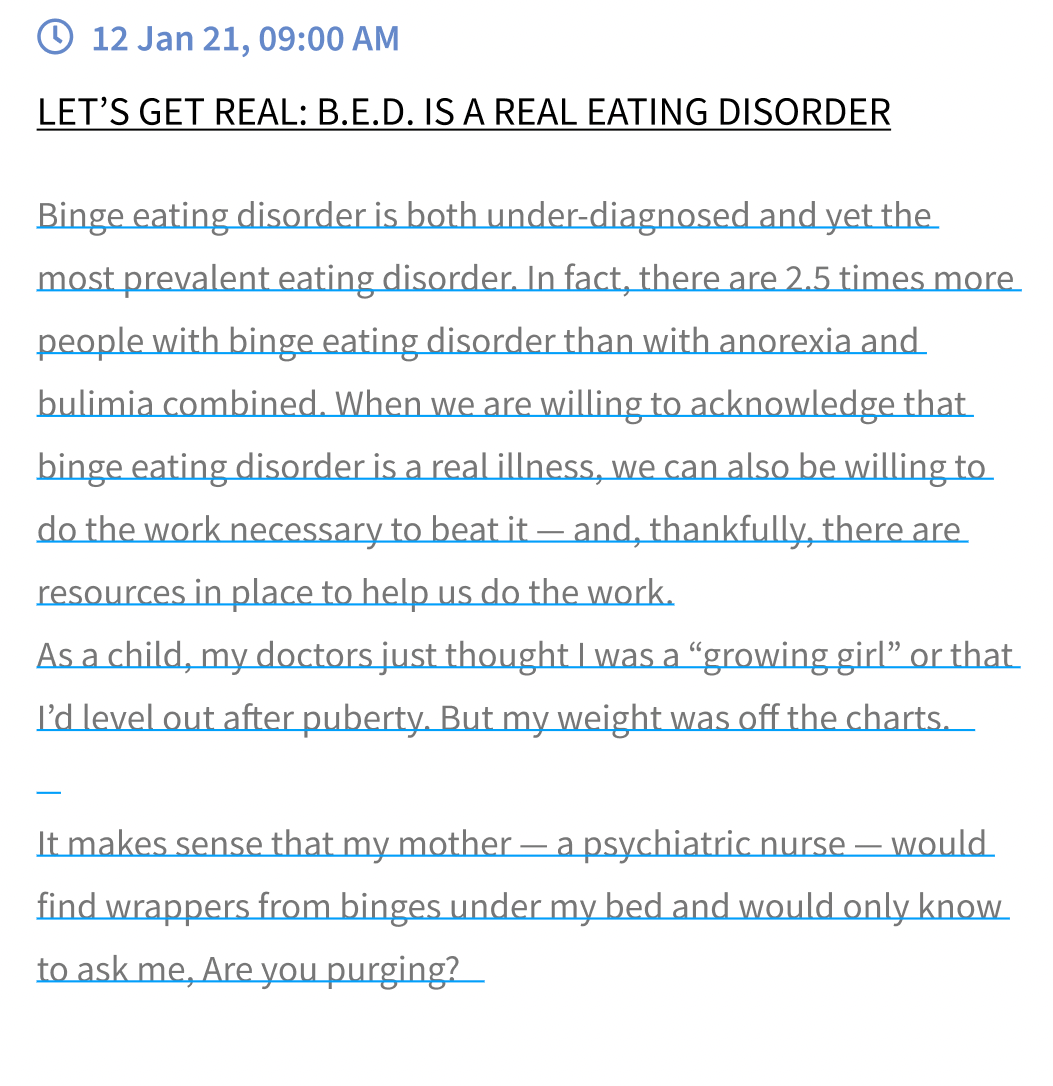 12 Jan 21, 09:00 AM
LET’S GET REAL: B.E.D. IS A REAL EATING DISORDER
Binge eating disorder is both under-diagnosed and yet the
most prevalent eating disorder. In fact, there are 2.5 times more
people with binge eating disorder than with anorexia and
bulimia combined. When we are willing to acknowledge that
binge eating disorder is a real illness, we can also be willing to
do the work necessary to beat it — and, thankfully, there are
resources in place to help us do the work.
As a child, my doctors just thought I was a “growing girl” or that
I’d level out after puberty. But my weight was off the charts.
It makes sense that my mother — a psychiatric nurse — would
find wrappers from binges under my bed and would only know
to ask me, Are you purging?